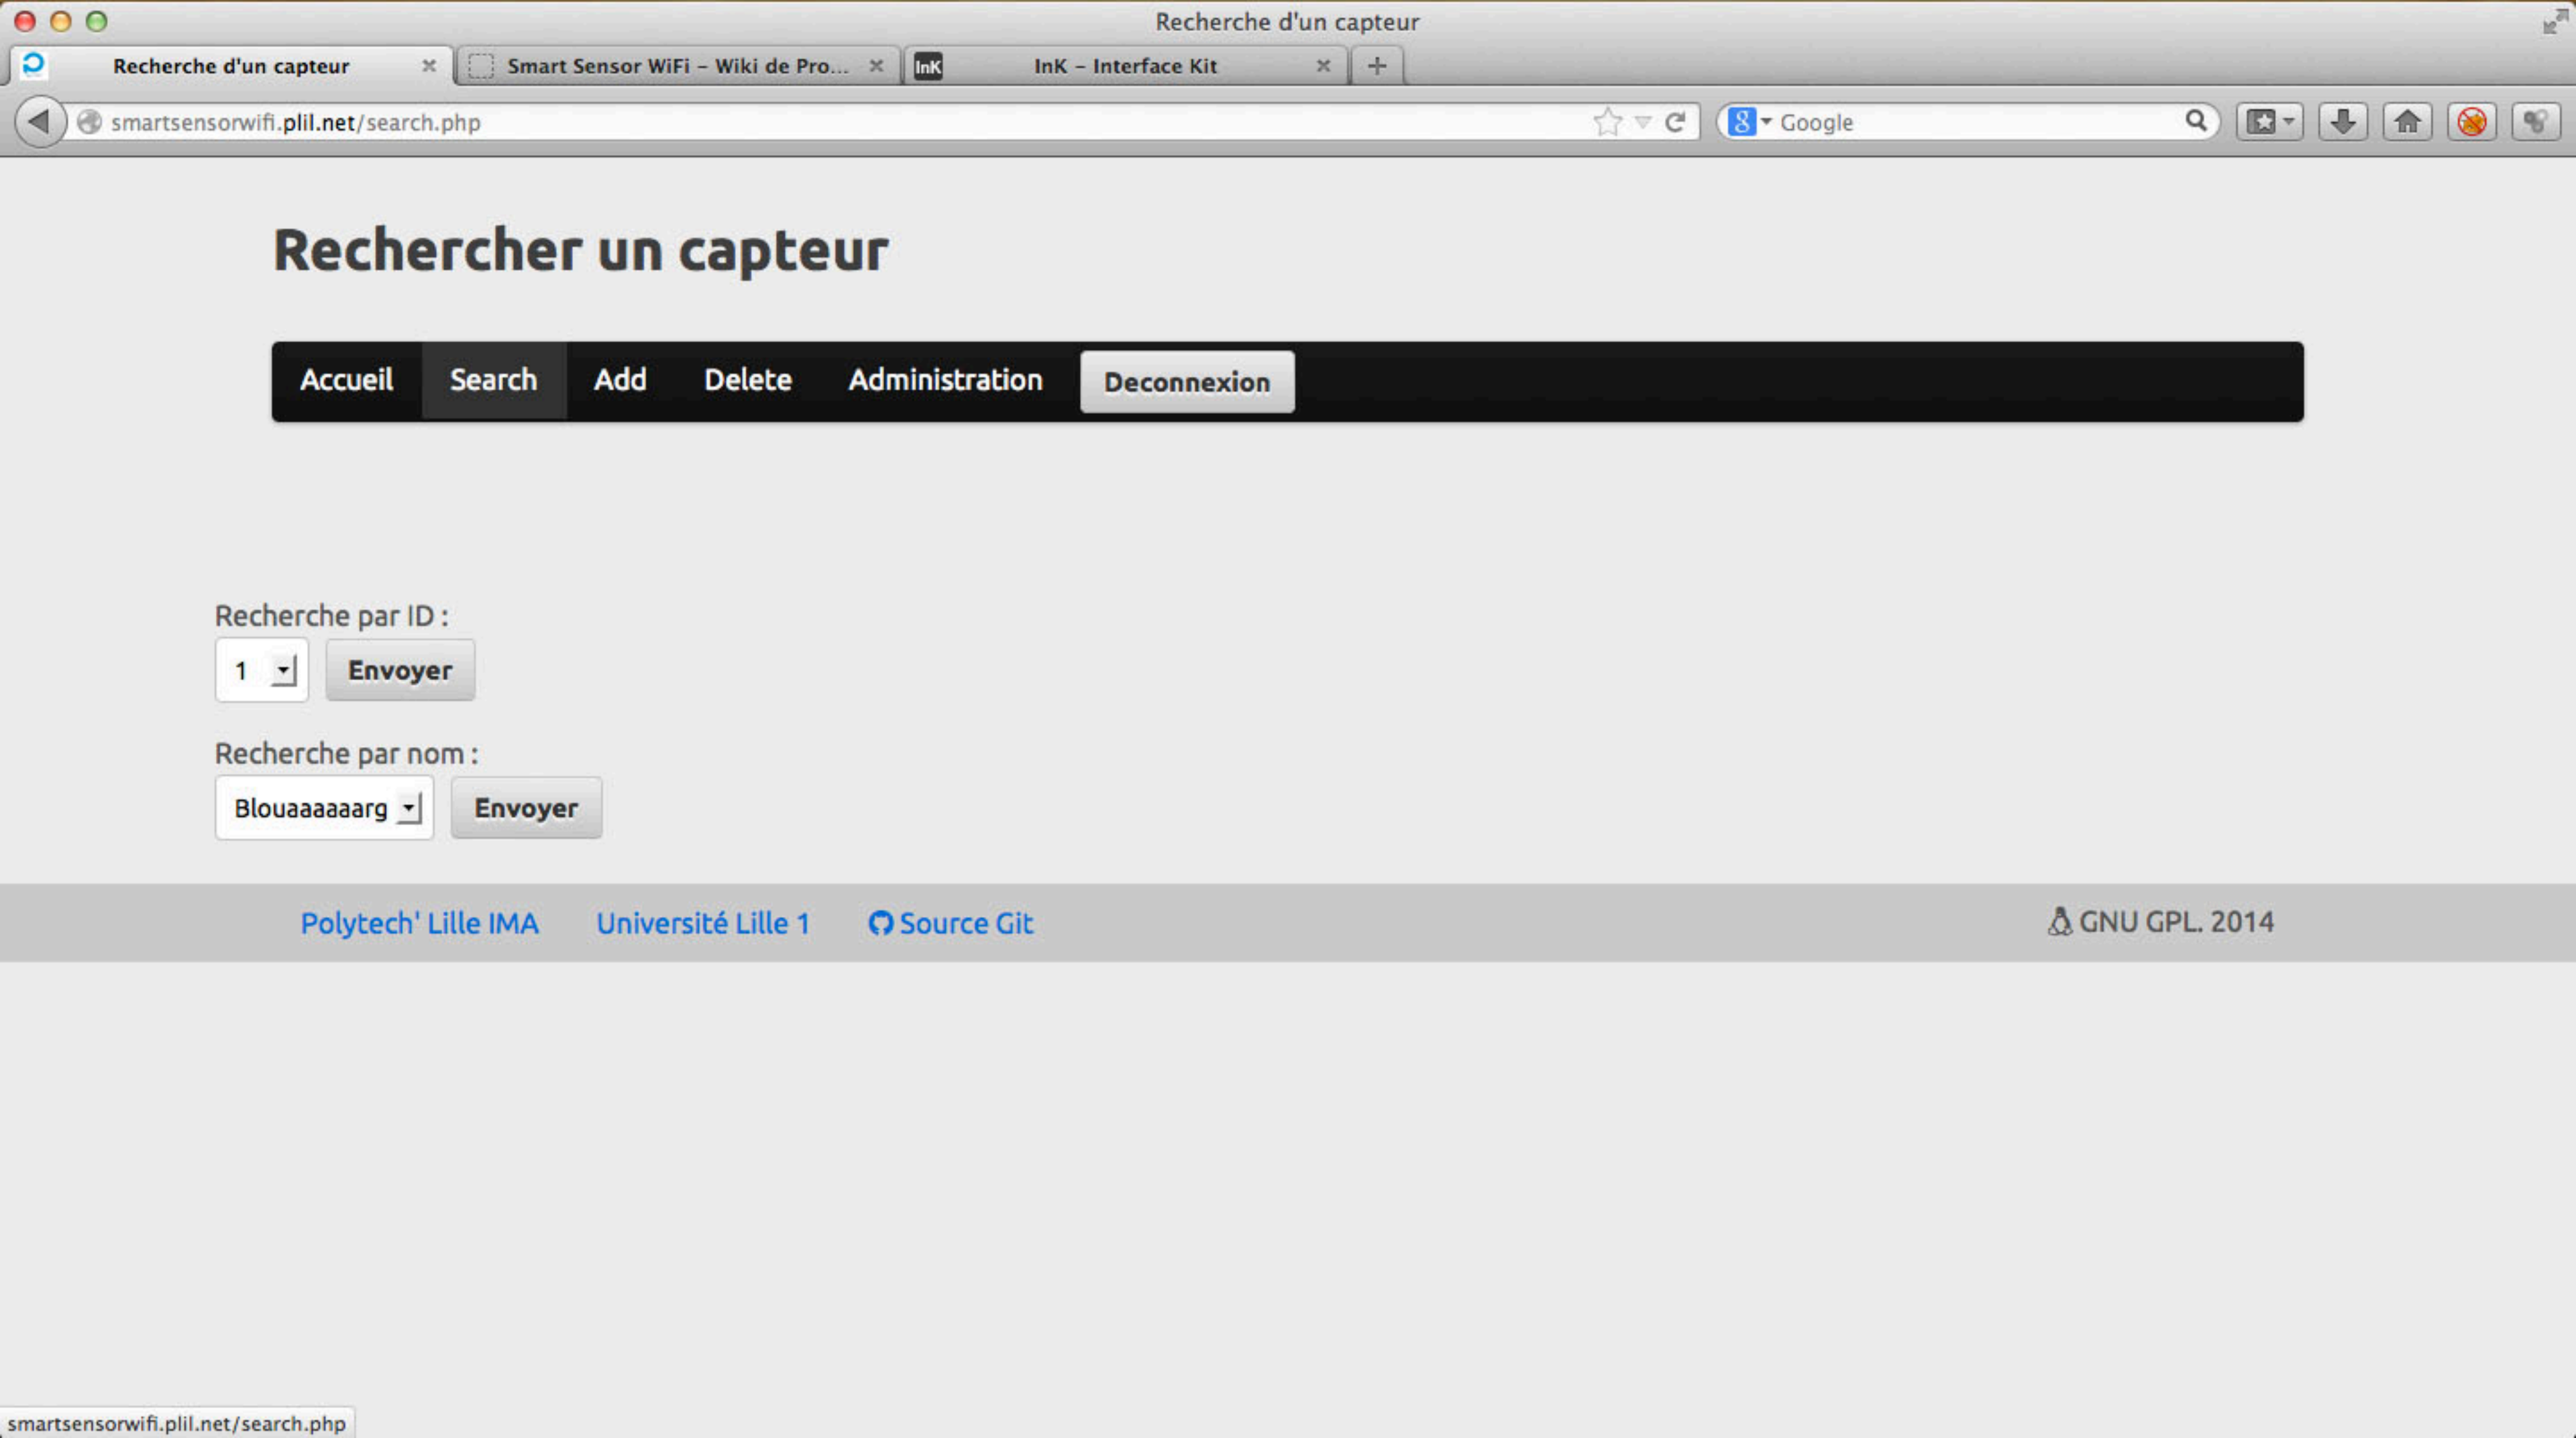 Recherche d'un capteur
Recherche d'un capteur
Smart Sensor WiFi – Wiki de Pro...
InK
InK – Interface Kit
smartsensorwifi.plil.net/search.php
8
Google
Rechercher un capteur
Accueil
Search
Add
Delete
Administration
Deconnexion
Recherche par ID :
1
Envoyer
Recherche par nom :
Blouaaaaaarg
Envoyer
Polytech' Lille IMA
Université Lille 1
Source Git
GNU GPL. 2014
smartsensorwifi.plil.net/search.php